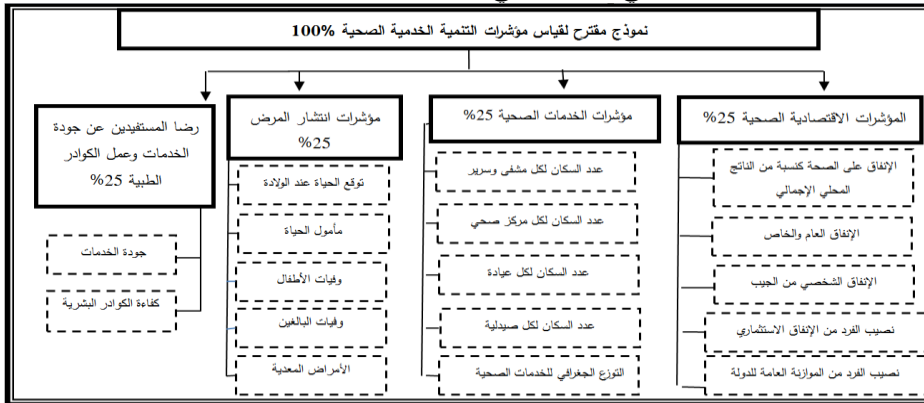 نموذج مقترح لقياس مؤشرات التنمية الخدمية الصحية 100%
المؤشرات الاقتصادية الصحية 25%
الإنفاق على الصحة كنسبة من الناتج
المحلي الإجمالي
الإنفاق العام والخاص
الإنفاق الشخصي من الجيب
نصيب الفرد من الإنفاق الاستثماري
نصيب الفرد من الموازنة العامة للدولة
مؤشرات الخدمات الصحية 25%
عدد السكان لكل مشفى وسرير
عدد السكان لكل مركز صحي
عدد السكان لكل عيادة
عدد السكان لكل صيدلية
التوزع الجغرافي للخدمات الصحية
مؤشرات انتشار المرض
25%
توقع الحياة عند الولادة
مأمول الحياة
وفيات الأطفال
وفيات البالغين
الأمراض المعدية
رضا المستفيدين عن جودة
الخدمات وعمل الكوادر
الطبية 25%
جودة الخدمات
كفاءة الكوادر البشرية